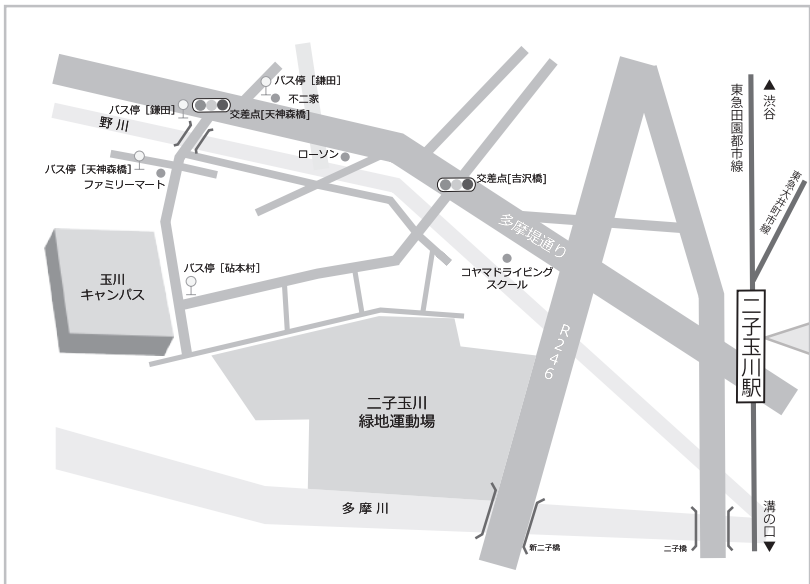 バス停［鎌田］
不二家
バス停［鎌田］
交差点[天神森橋]
野川
ローソン
バス停［天神森橋］
ファミリーマート
交差点[吉沢橋]
多摩堤通り
コヤマドライビング
スクール
玉川
キャンパス
バス停［砧本村］
R246
二子玉川
緑地運動場
多摩川
新二子橋
二子橋
東急田園都市線
▲渋谷
東急大井町市線
二子玉川駅
溝の口▼